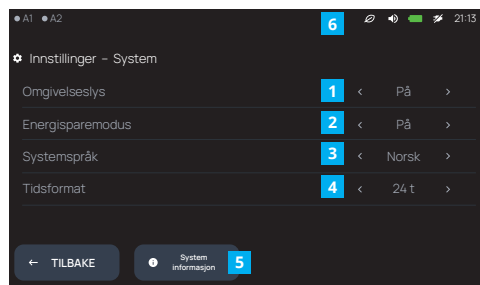 A1 A2 6 21:13
Innstillinger – System
Omgivelseslys 1 < På >
Energisparemodus 2 < På >
Systemspråk 3 < Norsk >
Tidsformat 4 < 24 t >
← TILBAKE
System
informasjon 5